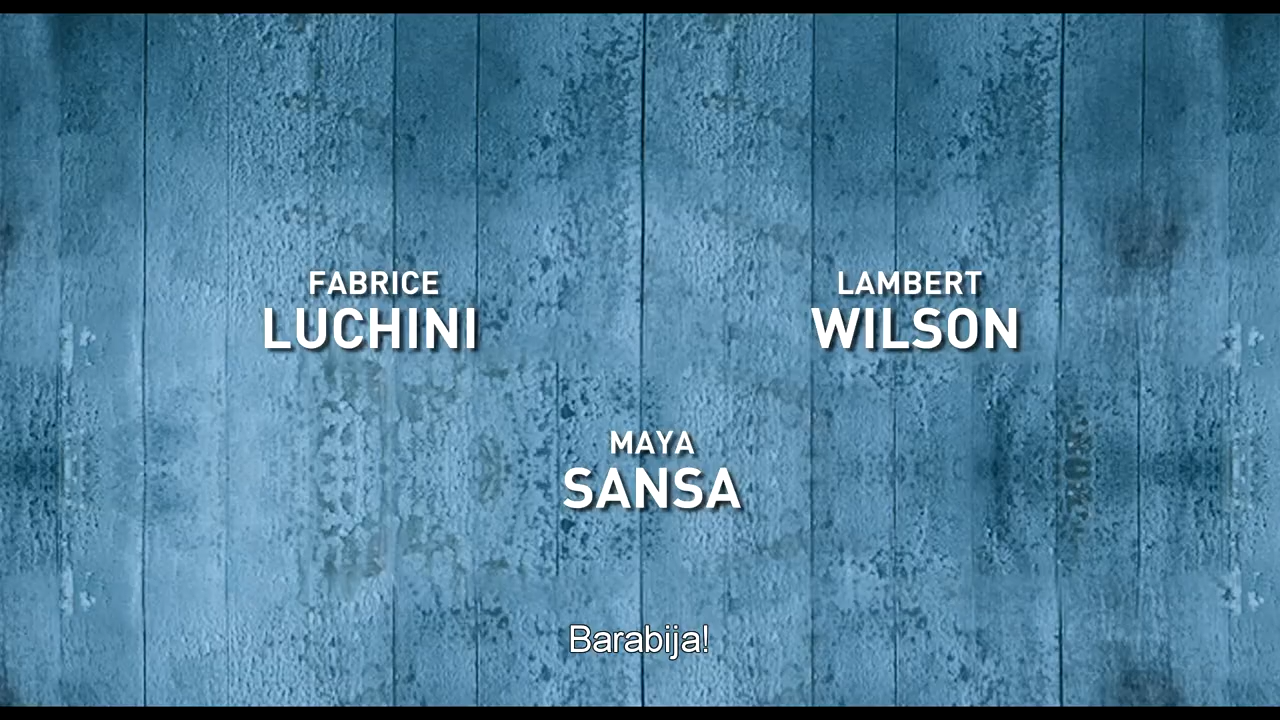 FABRICE
LUCHINI
LAMBERT
WILSON
MAYA
SANSA
Barabija!